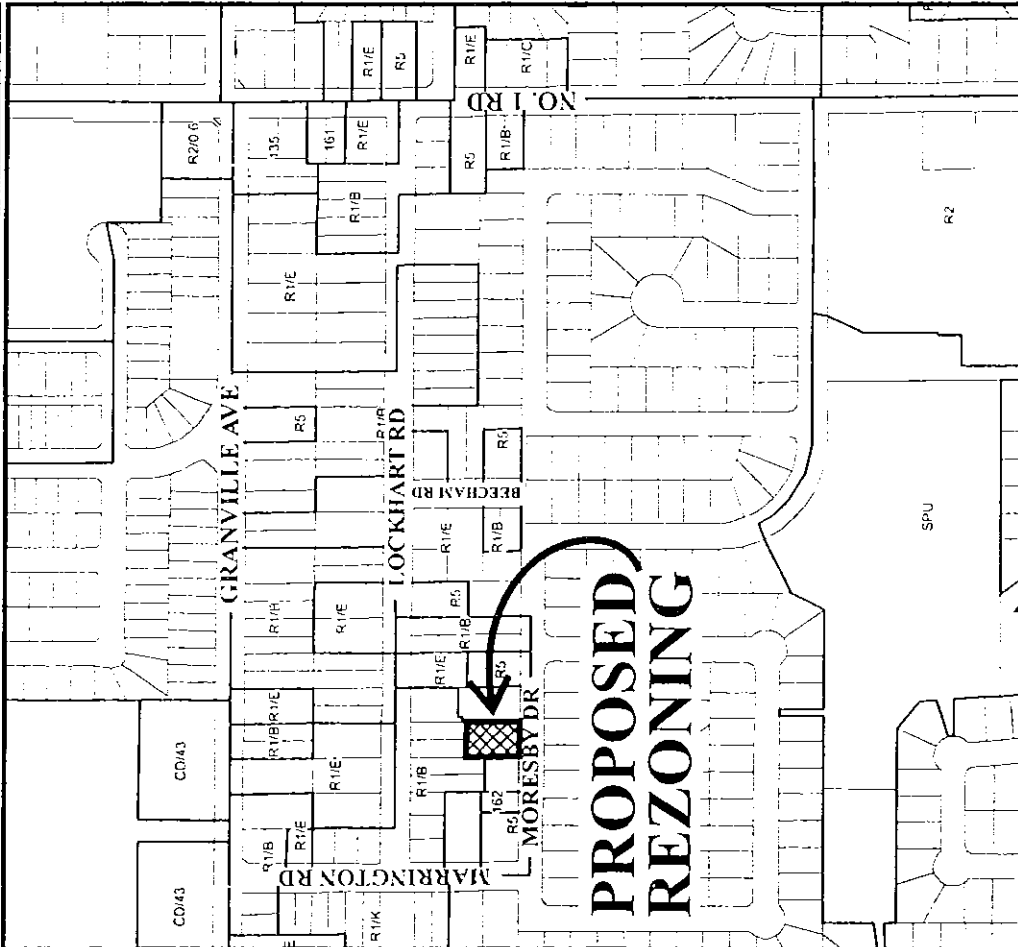 R1/E
R5
R1/E
R1/C
NO. 1 RD
R2/0.6
135
161
R1/E
R5
R1/B
R1/B
R1/E
R2
GRANVILLE AVE
R5
R1/B
LOCKHART RD
R5
BEECHAM RD
R1/E
R1/B
SPU
R1/E
R5
R1/B
R1/E
R5
R1/B
R1/E
CD/43
R1/E
R1/B
162
R5
MORESBY DR
PROPOSED
REZONING
R1/B
R1/E
MARRINGTON RD
CD/43
R1/K